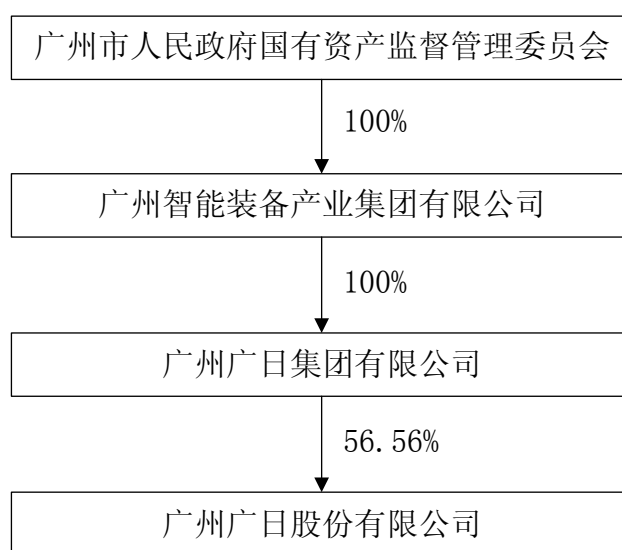 广州市人民政府国有资产监督管理委员会
100%
广州智能装备产业集团有限公司
100%
广州广日集团有限公司
56.56%
广州广日股份有限公司